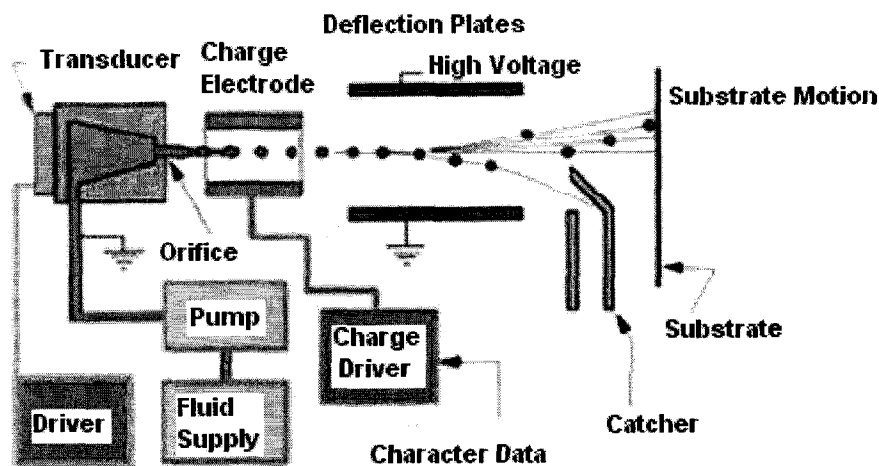 Deflection Plates
Transducer
Charge
Electrode
High Voltage
Substrate Motion
Orifice
Pump
Charge
Driver
Substrate
Driver
Fluid
Supply
Catcher
Character Data